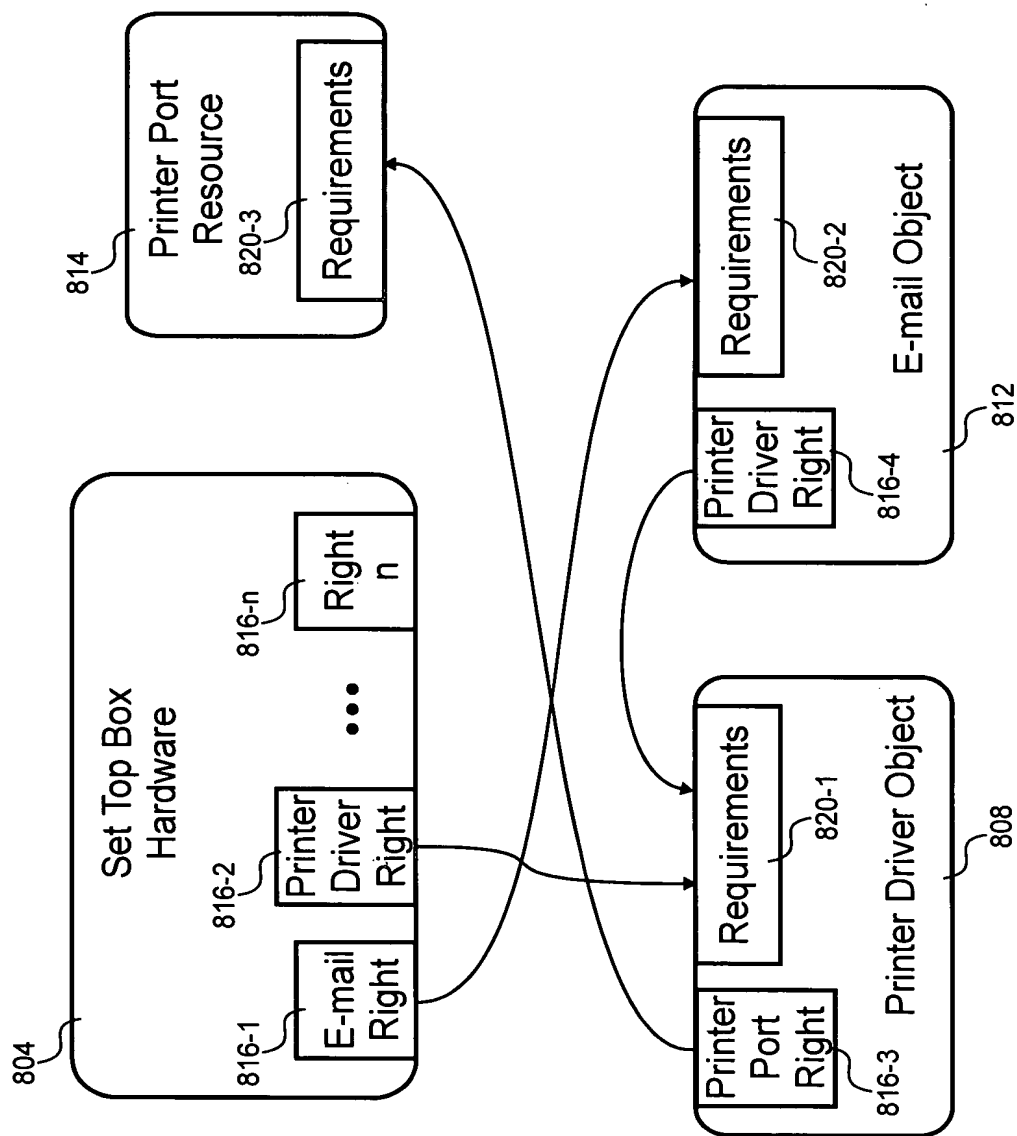 804
Set Top Box
Hardware
816-1
E-mail
Right
816-2
Printer
Driver
Right
•••
816-n
Right
n
814
Printer Port
Resource
820-3
Requirements
Printer
Port
Right
816-3
Requirements
820-1
Printer Driver Object
808
Printer
Driver
Right
816-4
Requirements
820-2
E-mail Object
812